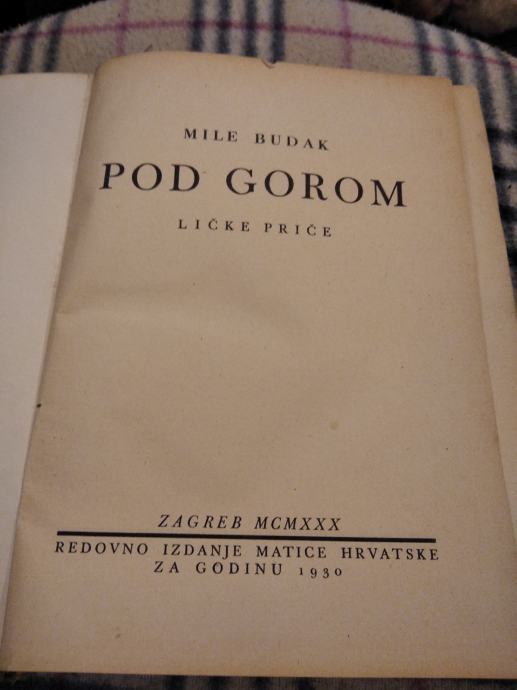 MILE BUDAK
POD GOROM
LIČKE PRIČE
ZAGREB MCMXXX
REDOVNO IZDANJE MATICE HRVATSKE
ZA GODINU 1930